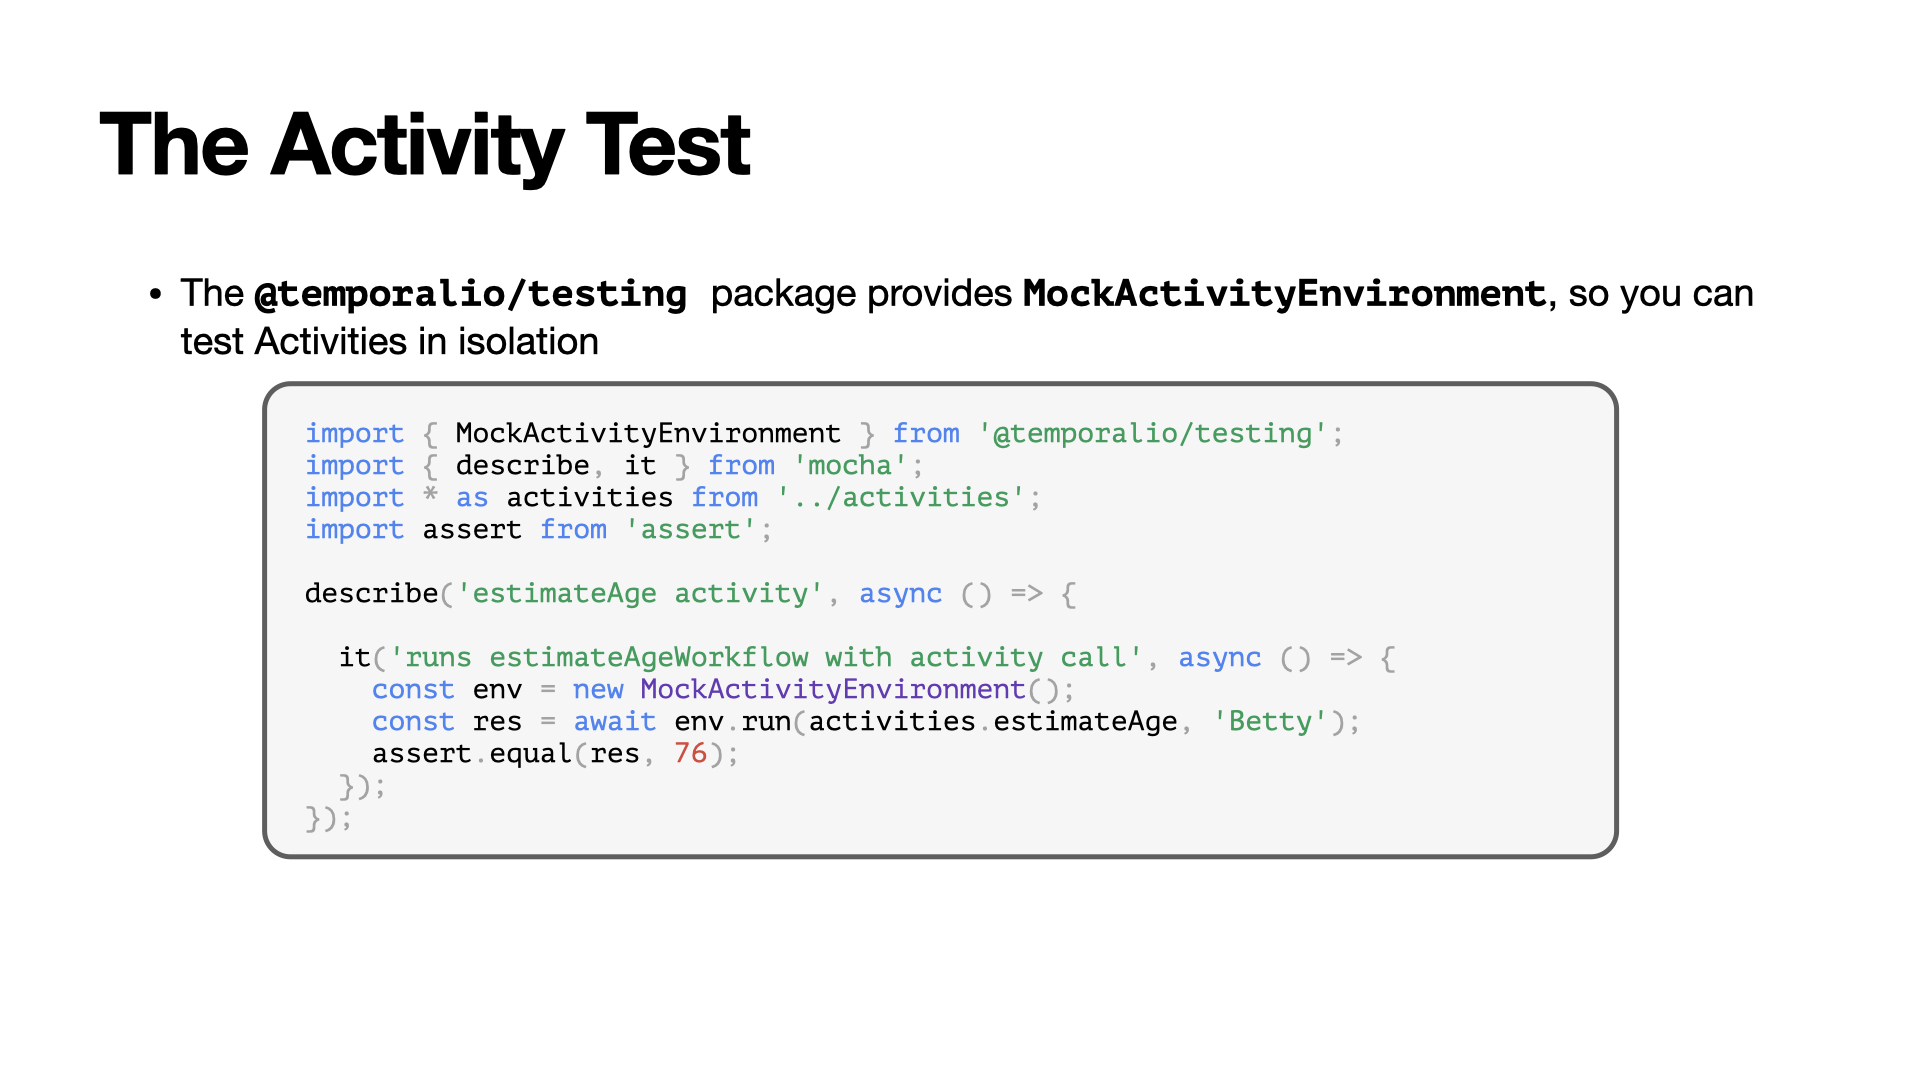 The Activity Test
• The @temporalio/testing package provides MockActivityEnvironment, so you can
test Activities in isolation
import { MockActivityEnvironment } from '@temporalio/testing';
import { describe, it } from 'mocha';
import * as activities from '../activities';
import assert from 'assert';

describe('estimateAge activity', async () => {

  it('runs estimateAgeWorkflow with activity call', async () => {
    const env = new MockActivityEnvironment();
    const res = await env.run(activities.estimateAge, 'Betty');
    assert.equal(res, 76);
  });
});